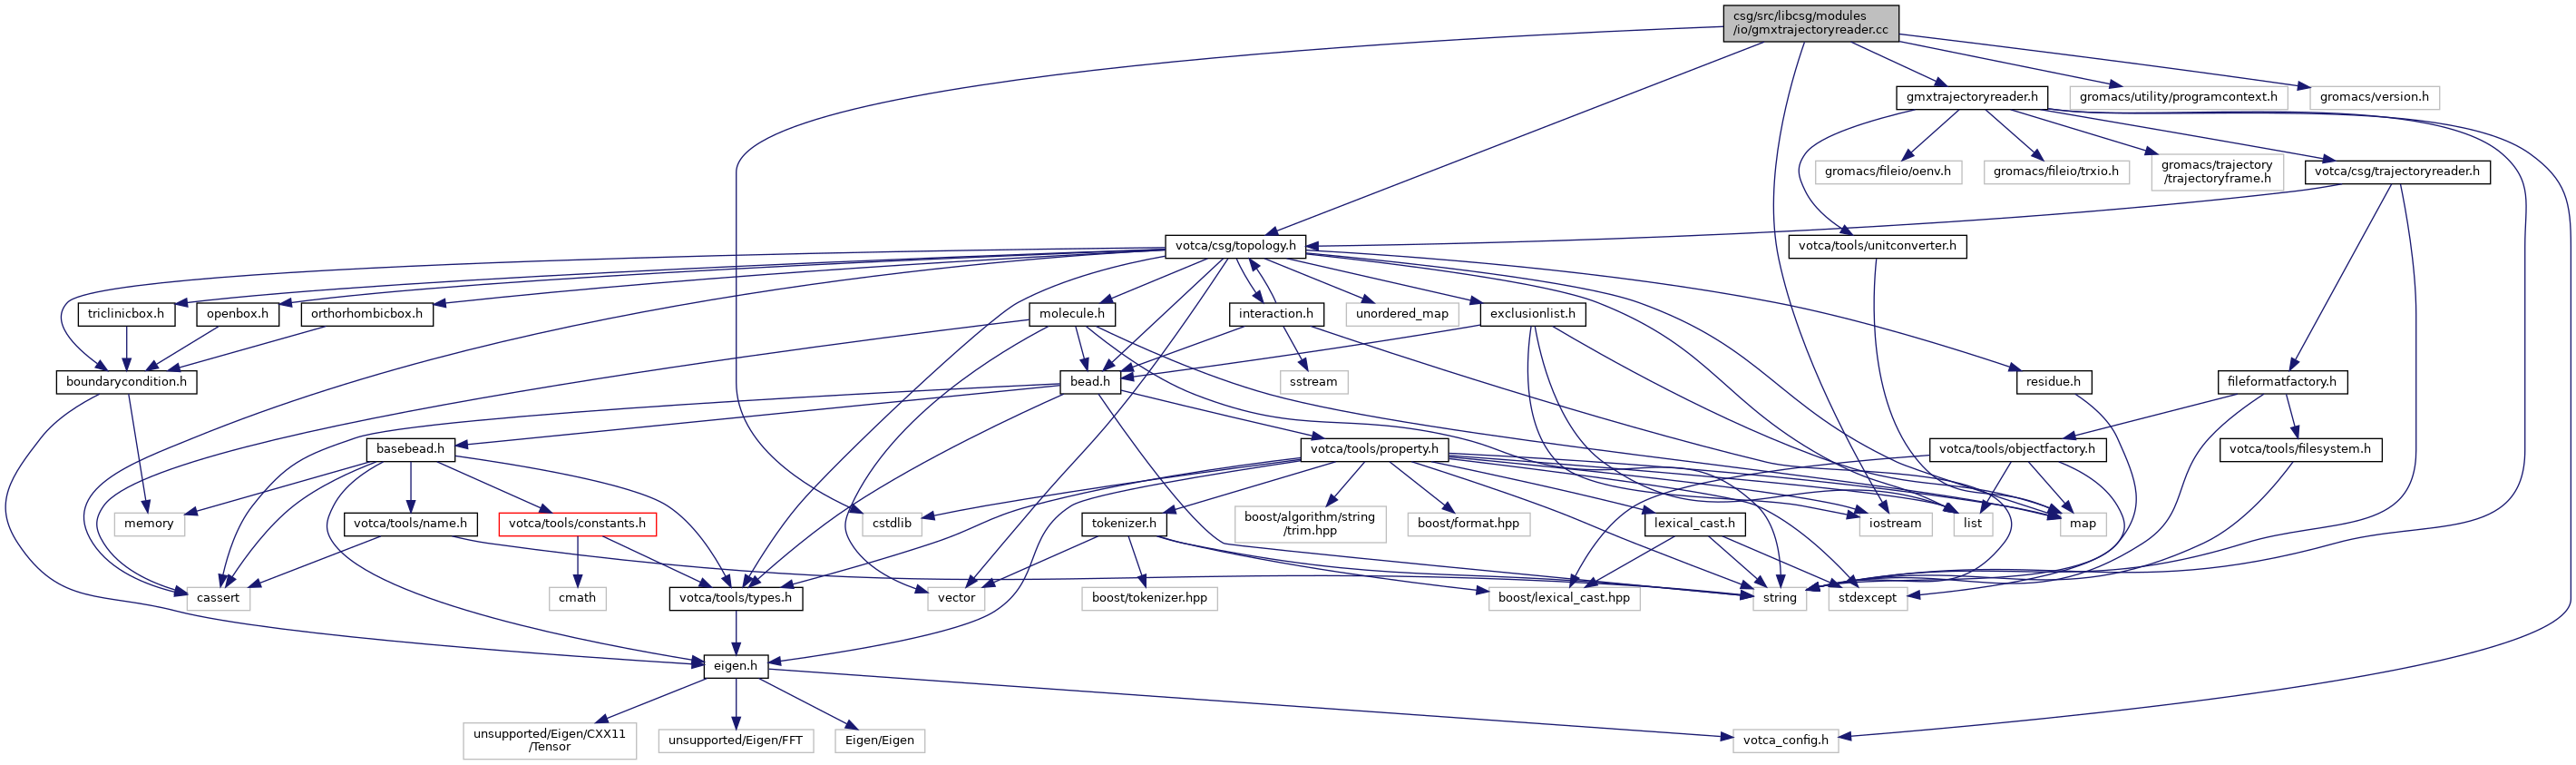 csg/src/libcsg/modules
/io/gmxtrajectoryreader.cc
gmxtrajectoryreader.h
gromacs/utility/programcontext.h
gromacs/version.h
gromacs/fileio/oenv.h
gromacs/fileio/trxio.h
gromacs/trajectory
/trajectoryframe.h
votca/csg/trajectoryreader.h
votca/csg/topology.h
votca/tools/unitconverter.h
triclinicbox.h
openbox.h
orthorhombicbox.h
molecule.h
interaction.h
unordered_map
exclusionlist.h
boundarycondition.h
bead.h
sstream
residue.h
fileformatfactory.h
basebead.h
votca/tools/property.h
votca/tools/objectfactory.h
votca/tools/filesystem.h
memory
votca/tools/name.h
votca/tools/constants.h
cstdlib
tokenizer.h
boost/algorithm/string
/trim.hpp
boost/format.hpp
lexical_cast.h
iostream
list
map
cassert
cmath
votca/tools/types.h
vector
boost/tokenizer.hpp
boost/lexical_cast.hpp
string
stdexcept
eigen.h
unsupported/Eigen/CXX11
/Tensor
unsupported/Eigen/FFT
Eigen/Eigen
votca_config.h